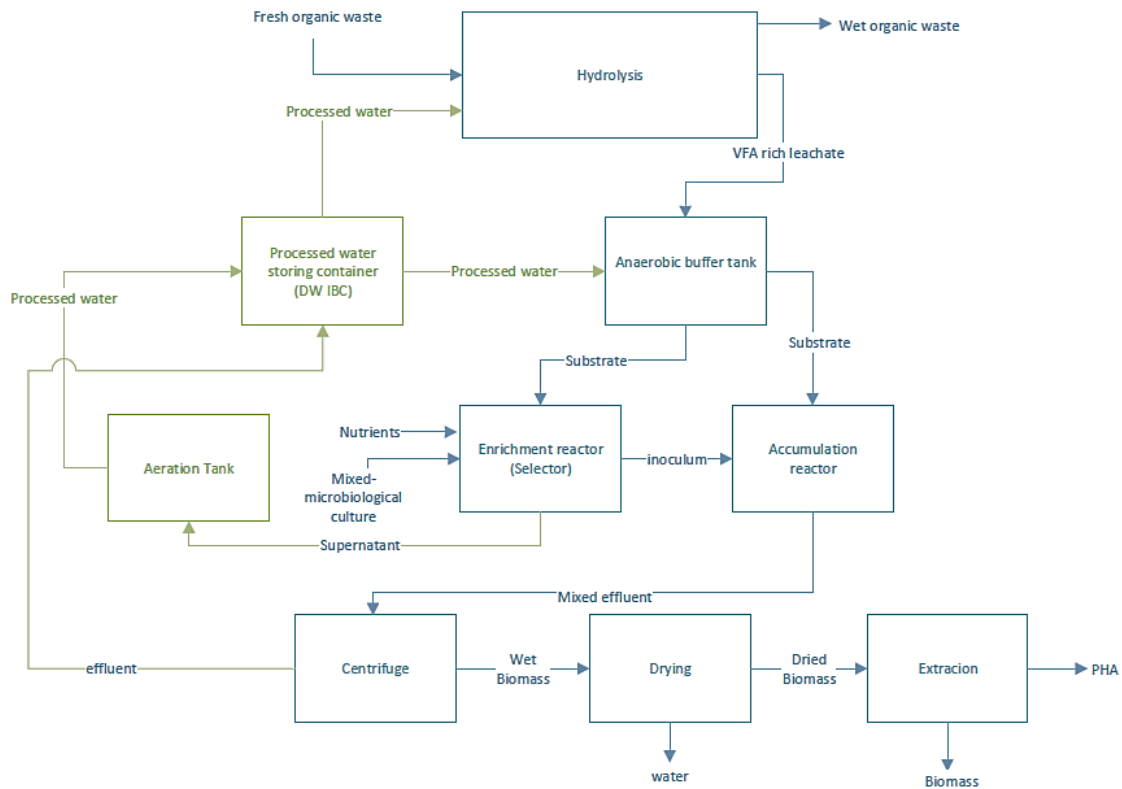 Fresh organic waste
Wet organic waste
Hydrolysis
Processed water
VFA rich leachate
Processed water
storing container
(DW IBC)
Processed water
Anaerobic buffer tank
Processed water
Substrate
Substrate
Nutrients
Enrichment reactor
(Selector)
inoculum
Accumulation
reactor
Aeration Tank
Mixed-
microbiological
culture
Supernatant
Mixed effluent
effluent
Centrifuge
Wet
Biomass
Drying
Dried
Biomass
Extracion
PHA
water
Biomass